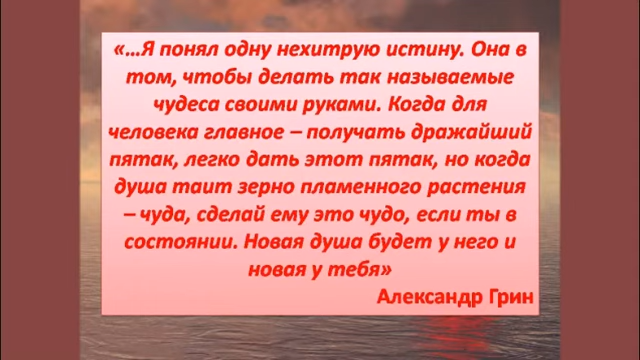 «…Я понял одну нехитрую истину. Она в
том, чтобы делать так называемые
чудеса своими руками. Когда для
человека главное – получать дражайший
пятак, легко дать этот пятак, но когда
душа таит зерно пламенного растения
– чуда, сделай ему это чудо, если ты в
состоянии. Новая душа будет у него и
новая у тебя»
Александр Грин